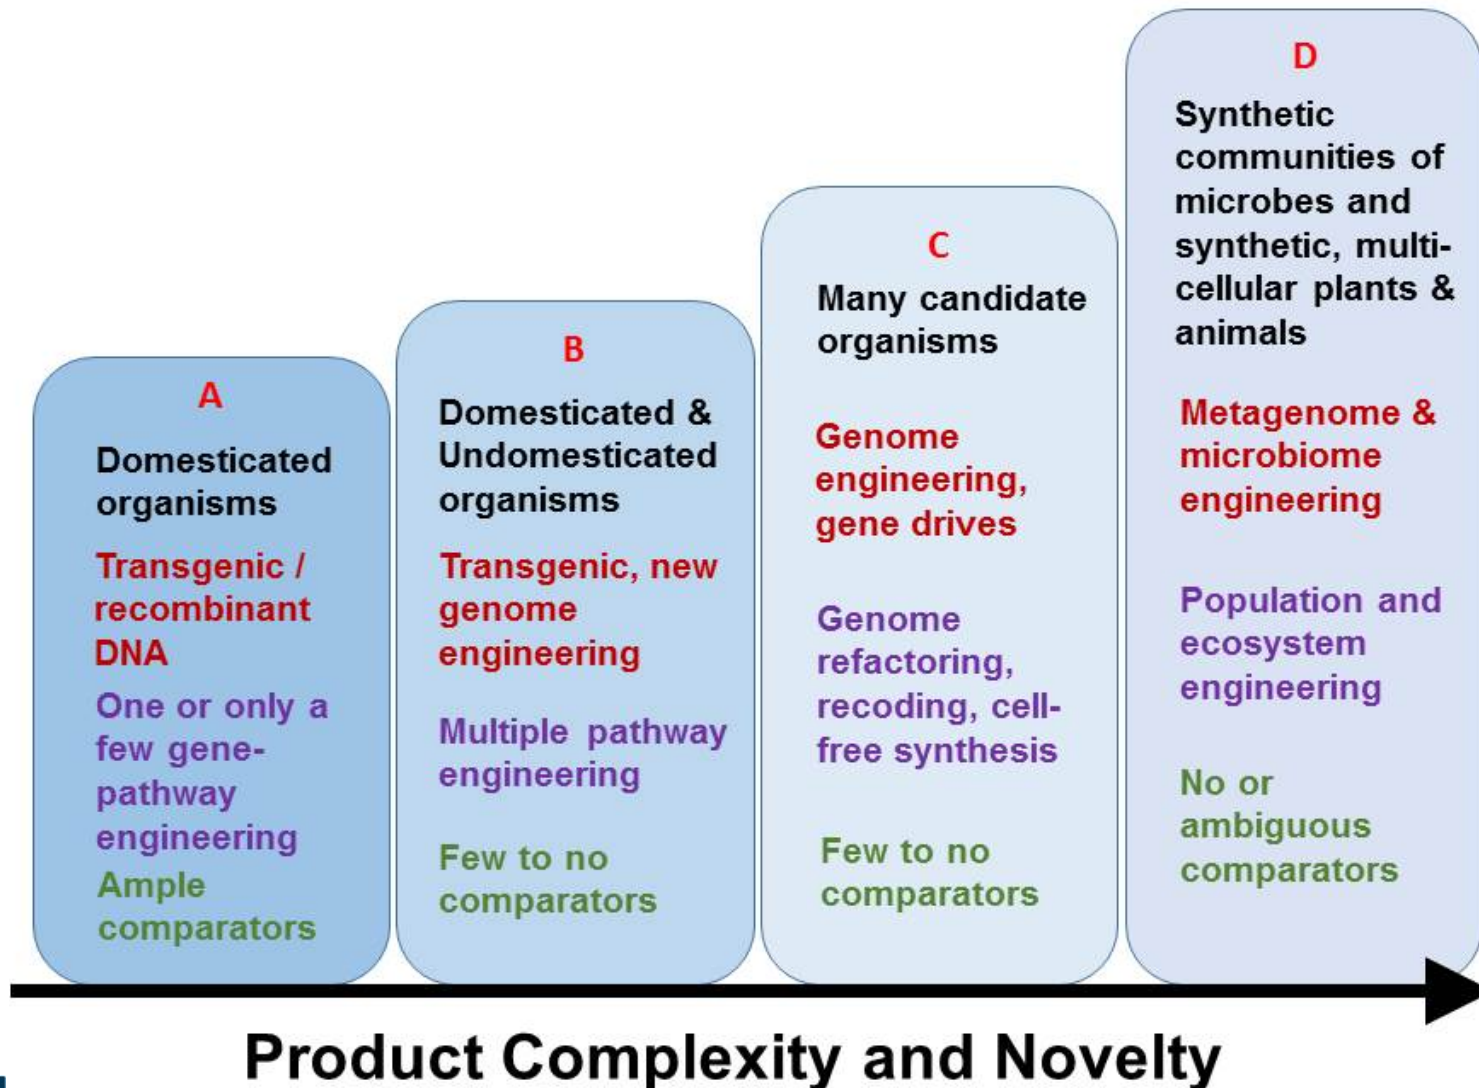 A
Domesticated
organisms
Transgenic /
recombinant
DNA
One or only a
few gene-
pathway
engineering
Ample
comparators
B
Domesticated &
Undomesticated
organisms
Transgenic, new
genome
engineering
Multiple pathway
engineering
Few to no
comparators
C
Many candidate
organisms
Genome
engineering,
gene drives
Genome
refactoring,
recoding, cell-
free synthesis
Few to no
comparators
D
Synthetic
communities of
microbes and
synthetic, multi-
cellular plants &
animals
Metagenome &
microbiome
engineering
Population and
ecosystem
engineering
No or
ambiguous
comparators
Product Complexity and Novelty